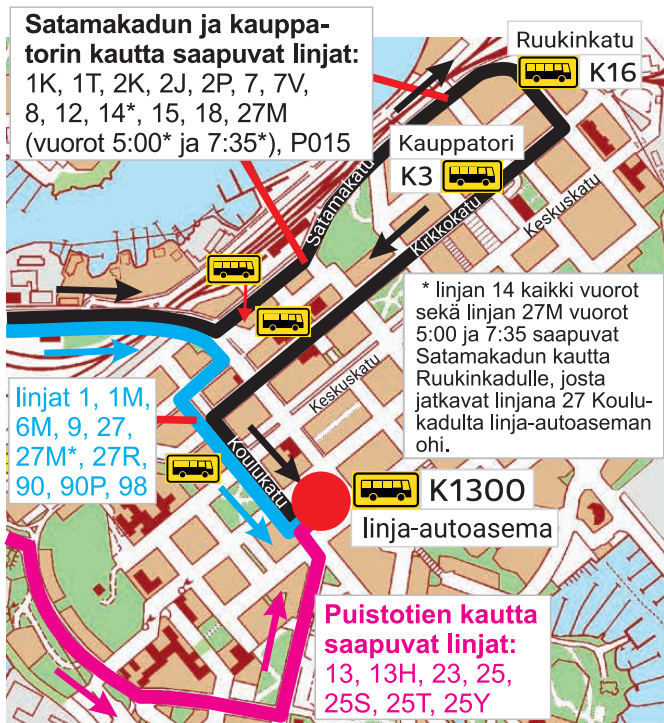 Satamakadun ja kauppa-
torin kautta saapuvat linjat:
1K, 1T, 2K, 2J, 2P, 7, 7V,
8, 12, 14*, 15, 18, 27M
(vuorot 5:00* ja 7:35*), P015
Ruukinkatu
K16
Kauppatori
K3
Satamakatu
Kirkkokatu
Keskuskatu
* linjan 14 kaikki vuorot
sekä linjan 27M vuorot
5:00 ja 7:35 saapuvat
Satamakadun kautta
Ruukinkadulle, josta
jatkavat linjana 27 Koulu-
kadulta linja-autoaseman
ohi.
Keskuskatu
linjat 1, 1M,
6M, 9, 27,
27M*, 27R,
90, 90P, 98
Koulukatu
K1300
linja-autoasema
Puistotien kautta
saapuvat linjat:
13, 13H, 23, 25,
25S, 25T, 25Y